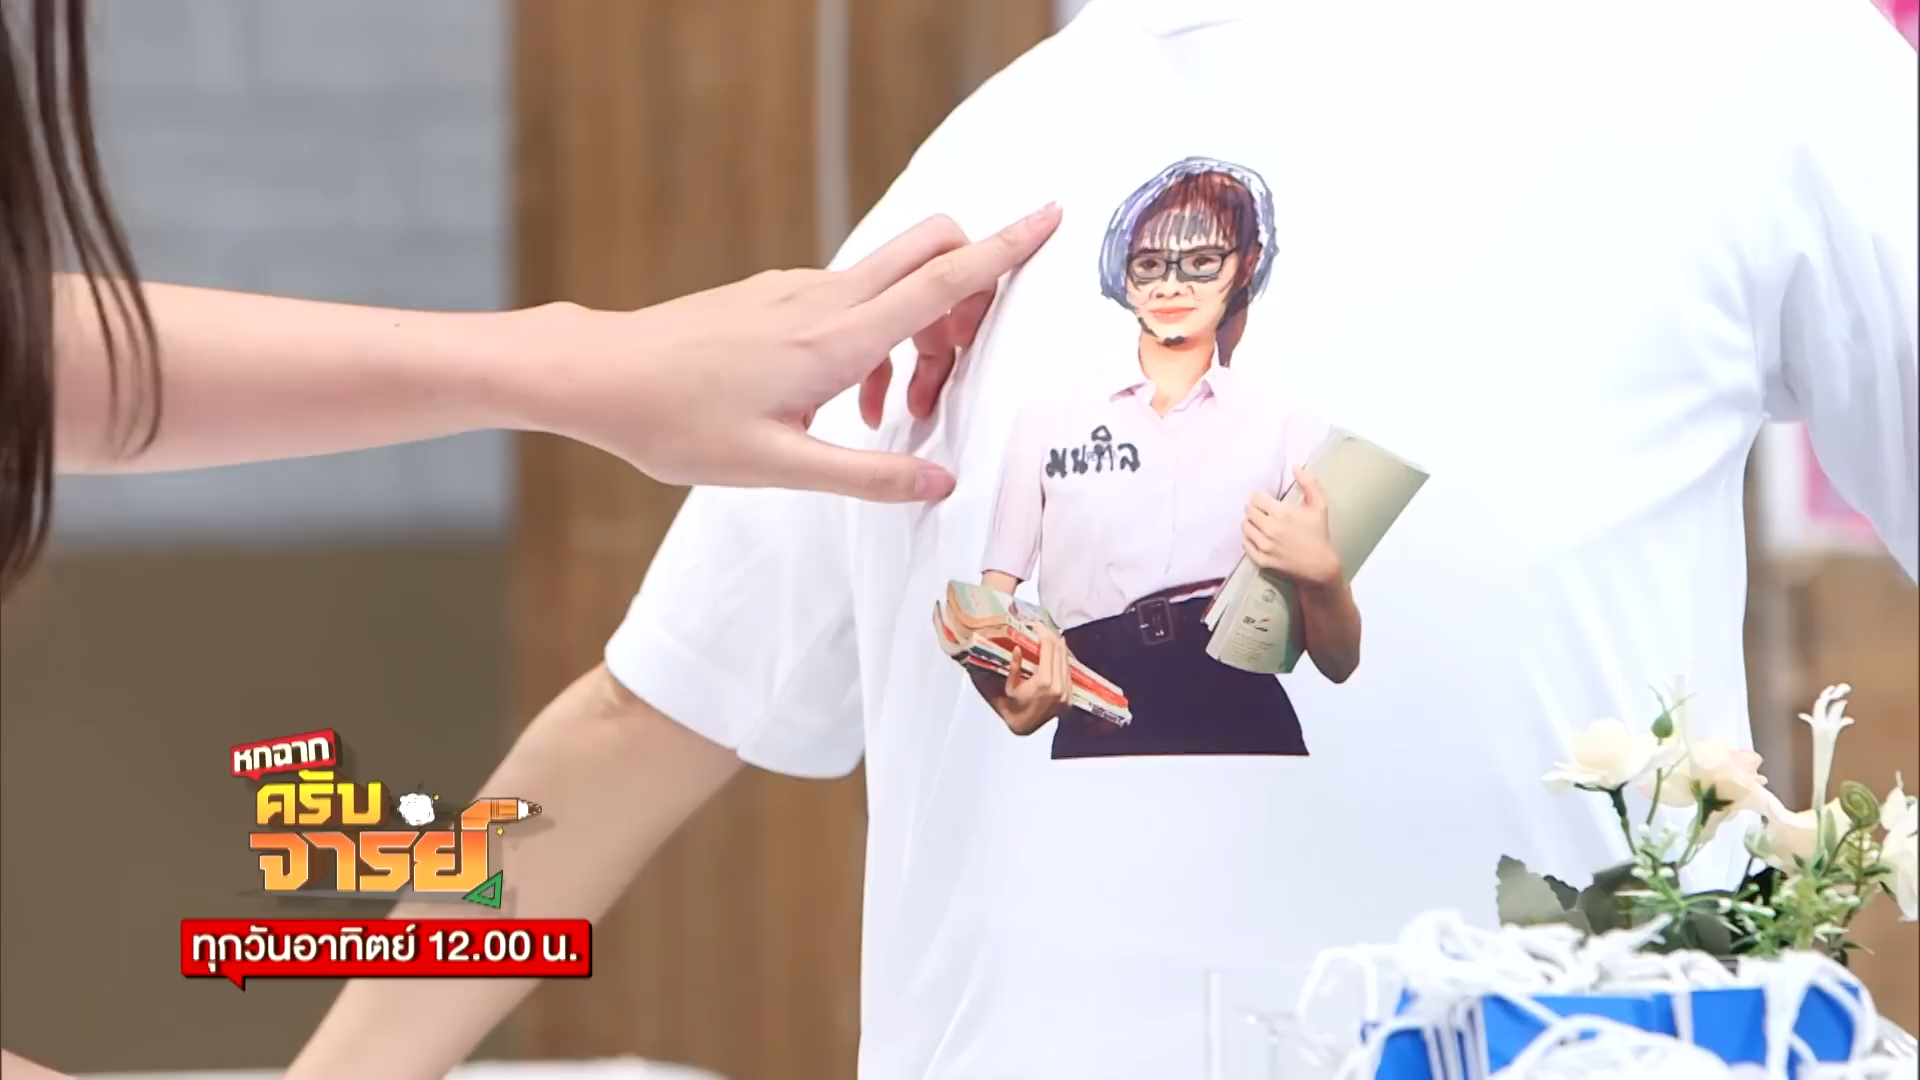 มนทิล
หกฉาก
ครับ
จารย์
ทุกวันอาทิตย์ 12.00 น.